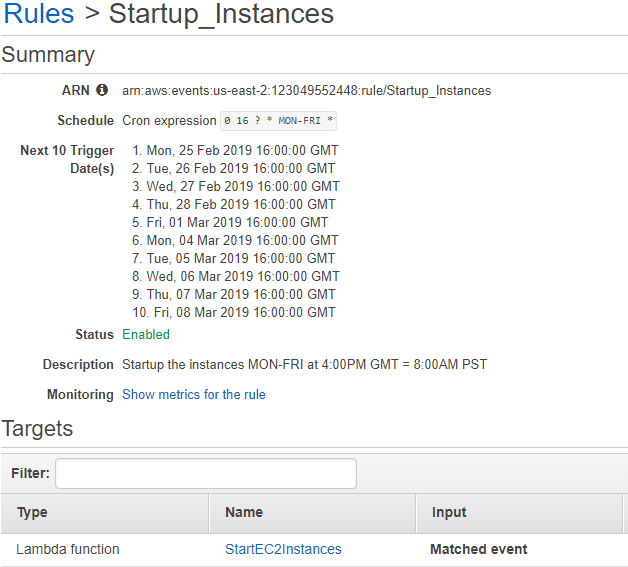 Rules > Startup_Instances
Summary
ARN arn:aws:events:us-east-2:123049552448:rule/Startup_Instances
Schedule Cron expression 0 16 ? * MON-FRI *
Next 10 Trigger Date(s)
1. Mon, 25 Feb 2019 16:00:00 GMT
2. Tue, 26 Feb 2019 16:00:00 GMT
3. Wed, 27 Feb 2019 16:00:00 GMT
4. Thu, 28 Feb 2019 16:00:00 GMT
5. Fri, 01 Mar 2019 16:00:00 GMT
6. Mon, 04 Mar 2019 16:00:00 GMT
7. Tue, 05 Mar 2019 16:00:00 GMT
8. Wed, 06 Mar 2019 16:00:00 GMT
9. Thu, 07 Mar 2019 16:00:00 GMT
10. Fri, 08 Mar 2019 16:00:00 GMT
Status Enabled
Description Startup the instances MON-FRI at 4:00PM GMT = 8:00AM PST
Monitoring Show metrics for the rule
Targets
Filter:
Type Name Input
Lambda function StartEC2Instances Matched event